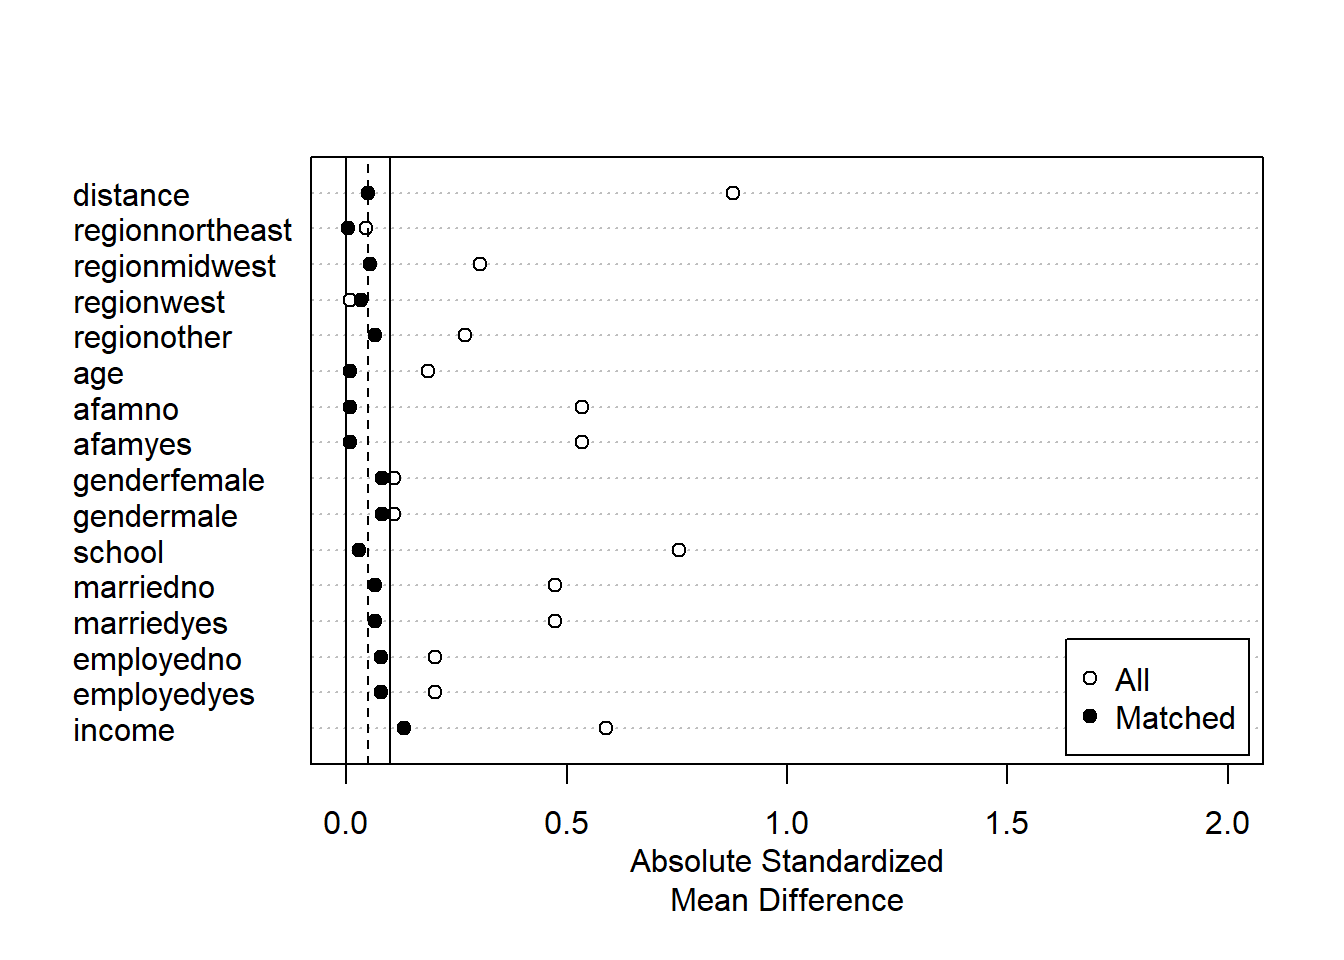 distance
regionnortheast
regionmidwest
regionwest
regionother
age
afamno
afamyes
genderfemale
gendermale
school
marriedno
marriedyes
employedno
employedyes
income
All
Matched
0.0 0.5 1.0 1.5 2.0
Absolute Standardized
Mean Difference